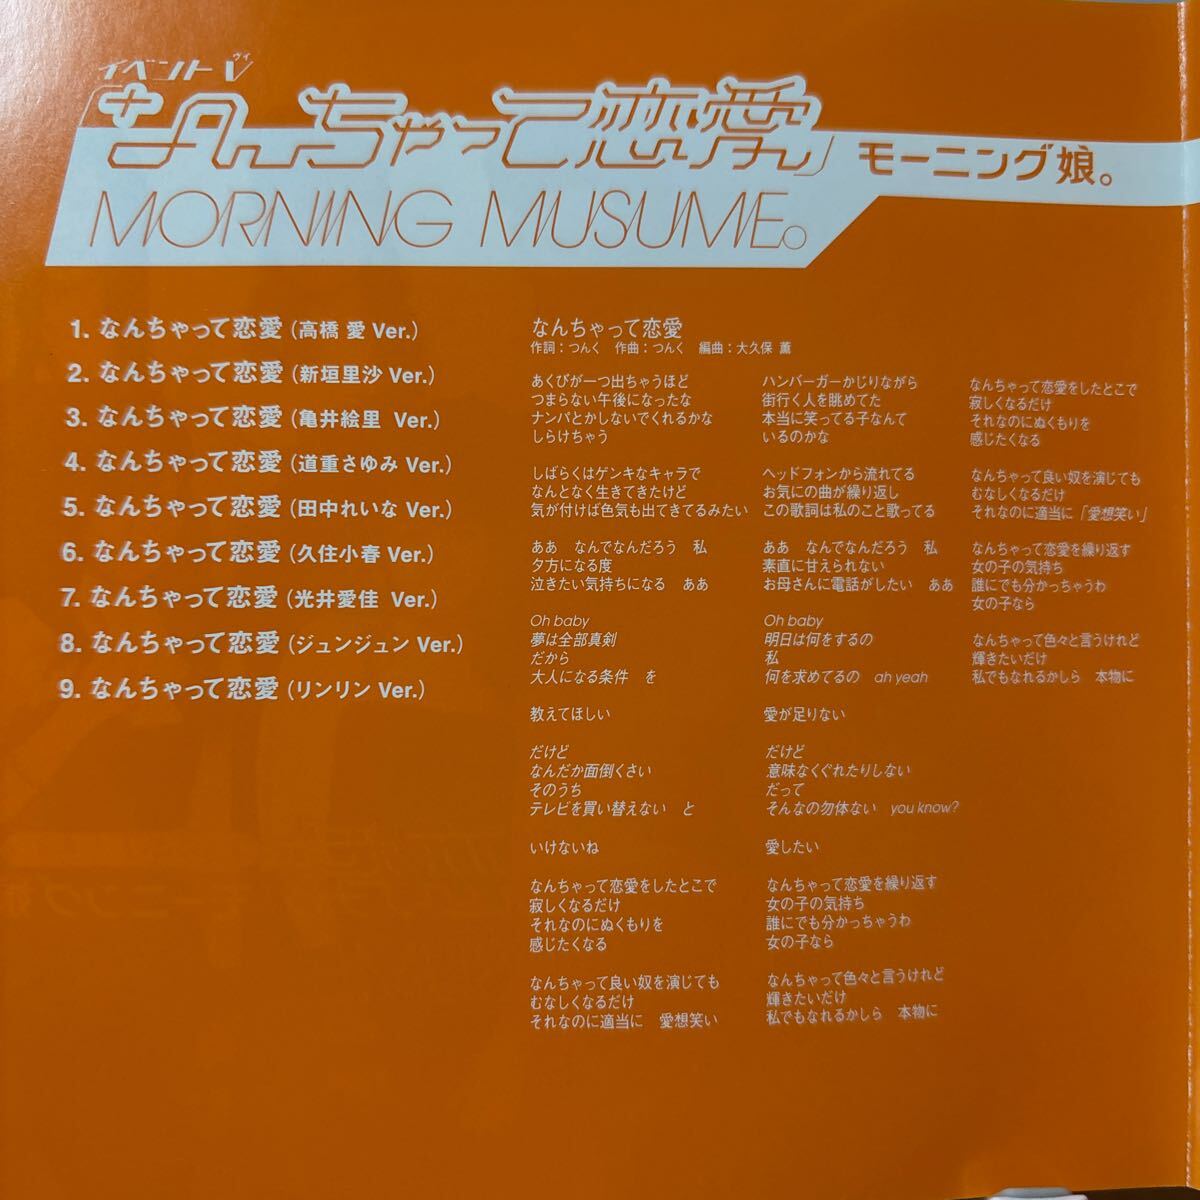 イベントV
ヴィ
「なんちゃって恋愛」
モーニング娘。
MORNING MUSUME。
1. なんちゃって恋愛 (高橋 愛 Ver.)
2. なんちゃって恋愛 (新垣里沙 Ver.)
3. なんちゃって恋愛 (亀井絵里 Ver.)
4. なんちゃって恋愛 (道重さゆみ Ver.)
5. なんちゃって恋愛 (田中れいな Ver.)
6. なんちゃって恋愛 (久住小春 Ver.)
7. なんちゃって恋愛 (光井愛佳 Ver.)
8. なんちゃって恋愛 (ジュンジュン Ver.)
9. なんちゃって恋愛 (リンリン Ver.)
なんちゃって恋愛
作詞：つんく 作曲：つんく 編曲：大久保 薫
あくびが一つ出ちゃうほど
つまらない午後になったな
ナンパとかしないでくれるかな
しらけちゃう
しばらくはゲンキなキャラで
なんとなく生きてきたけど
気が付けば色気も出てきてるみたい
ああ　なんでなんだろう　私
夕方になる度
泣きたい気持ちになる　ああ
Oh baby
夢は全部真剣
だから
大人になる条件　を
教えてほしい
だけど
なんだか面倒くさい
そのうち
テレビを買い替えない　と
いけないね
なんちゃって恋愛をしたとこで
寂しくなるだけ
それなのにぬくもりを
感じたくなる
なんちゃって良い奴を演じても
むなしくなるだけ
それなのに適当に　愛想笑い
ハンバーガーかじりながら
街行く人を眺めてた
本当に笑ってる子なんて
いるのかな
ヘッドフォンから流れてる
お気にの曲が繰り返し
この歌詞は私のこと歌ってる
ああ　なんでなんだろう　私
素直に甘えられない
お母さんに電話がしたい　ああ
Oh baby
明日は何をするの
私
何を求めてるの　ah yeah
愛が足りない
だけど
意味なくぐれたりしない
だって
そんなの勿体ない　you know?
愛したい
なんちゃって恋愛を繰り返す
女の子の気持ち
誰にでも分かっちゃうわ
女の子なら
なんちゃって色々と言うけれど
輝きたいだけ
私でもなれるかしら　本物に
なんちゃって恋愛をしたとこで
寂しくなるだけ
それなのにぬくもりを
感じたくなる
なんちゃって良い奴を演じても
むなしくなるだけ
それなのに適当に「愛想笑い」
なんちゃって恋愛を繰り返す
女の子の気持ち
誰にでも分かっちゃうわ
女の子なら
なんちゃって色々と言うけれど
輝きたいだけ
私でもなれるかしら　本物に